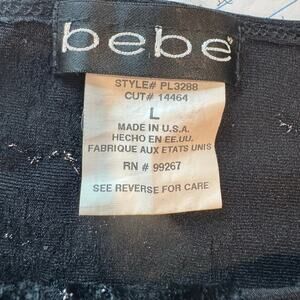 bebe
STYLE# PL3288
CUT# 14464
L
MADE IN U.S.A.
HECHO EN EE.UU.
FABRIQUE AUX ETATS UNIS
RN # 99267
SEE REVERSE FOR CARE